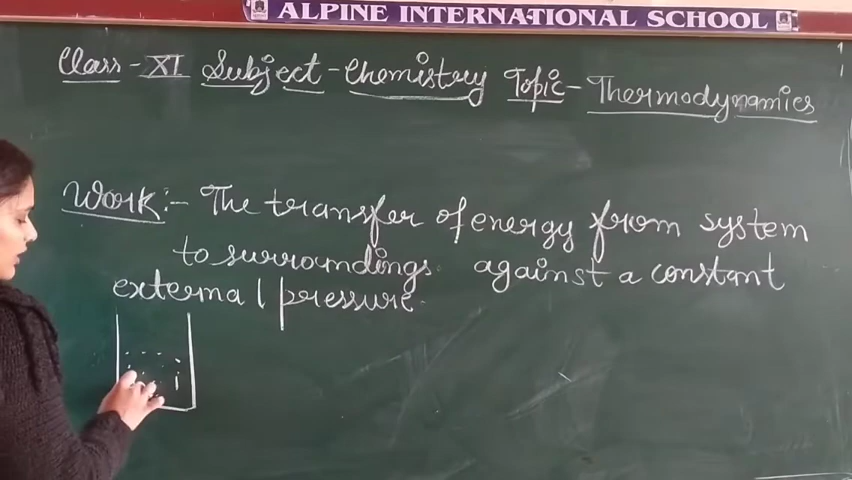 ALPINE INTERNATIONAL SCHOOL
Class - XI Subject - Chemistry Topic - Thermodynamics
Work :- The transfer of energy from system
to surroundings against a constant
external pressure.